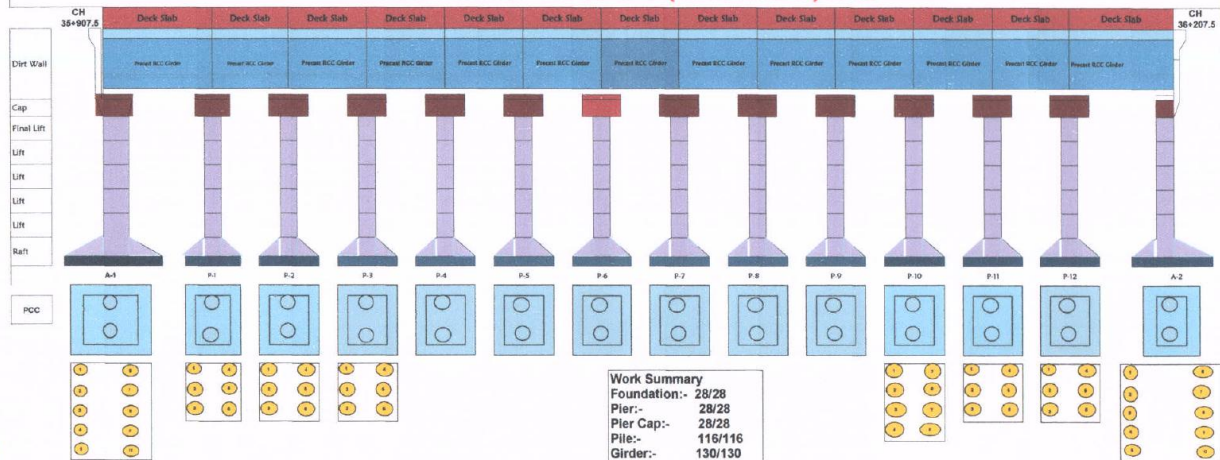 CH
35+907.5
Deck Slab Deck Slab Deck Slab Deck Slab Deck Slab Deck Slab Deck Slab Deck Slab Deck Slab Deck Slab Deck Slab Deck Slab Deck Slab
CH
36+207.5
Dirt Wall
Precast RCC Girder Precast RCC Girder Precast RCC Girder Precast RCC Girder Precast RCC Girder Precast RCC Girder Precast RCC Girder Precast RCC Girder Precast RCC Girder Precast RCC Girder Precast RCC Girder Precast RCC Girder Precast RCC Girder
Cap
Final Lift
Lift
Lift
Lift
Lift
Raft
A-1 P-1 P-2 P-3 P-4 P-5 P-6 P-7 P-8 P-9 P-10 P-11 P-12 A-2
PCC
Work Summary
Foundation:- 28/28
Pier:- 28/28
Pier Cap:- 28/28
Pile:- 116/116
Girder:- 130/130